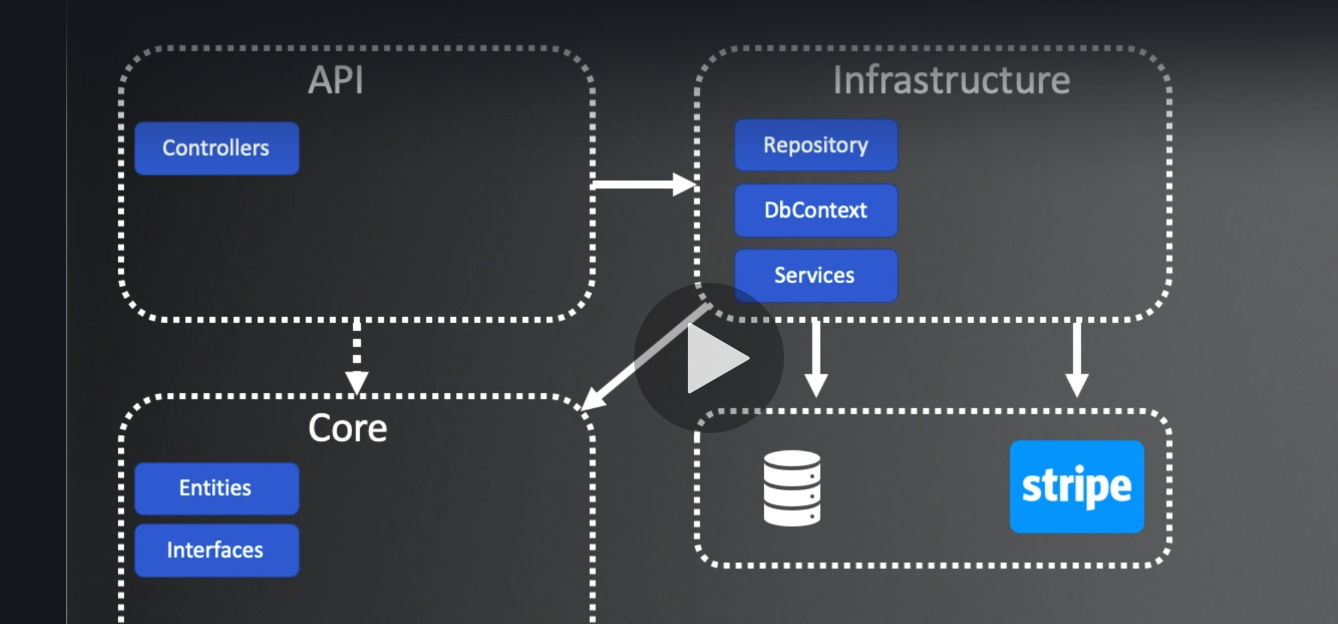 API
Controllers
Infrastructure
Repository
DbContext
Services
Core
Entities
Interfaces
stripe